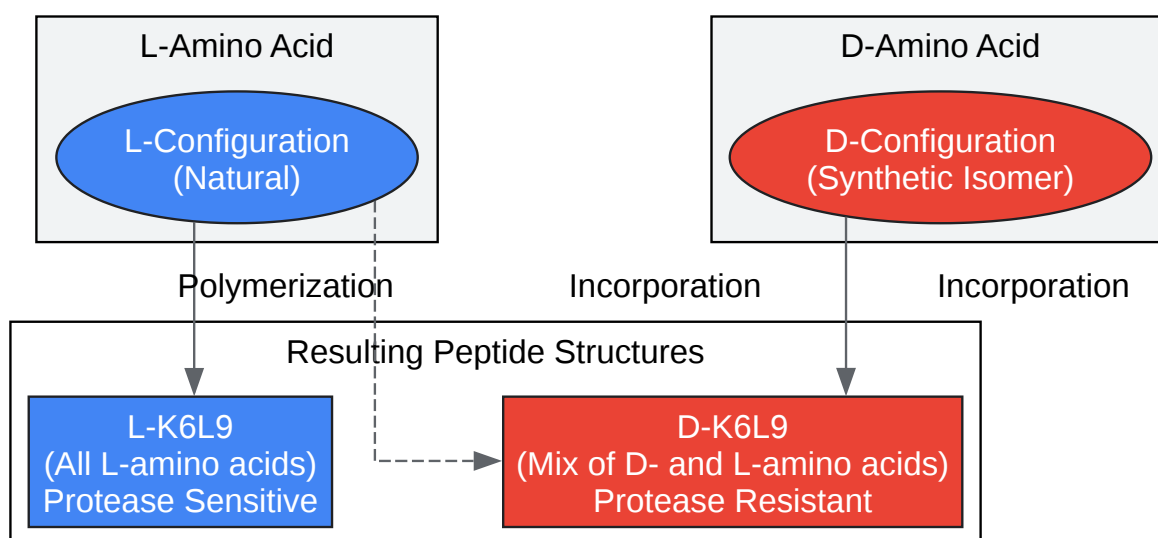 L-Amino Acid
D-Amino Acid
L-Configuration
(Natural)
D-Configuration
(Synthetic Isomer)
Polymerization
Incorporation
Incorporation
Resulting Peptide Structures
L-K6L9
(All L-amino acids)
Protease Sensitive
D-K6L9
(Mix of D- and L-amino acids)
Protease Resistant